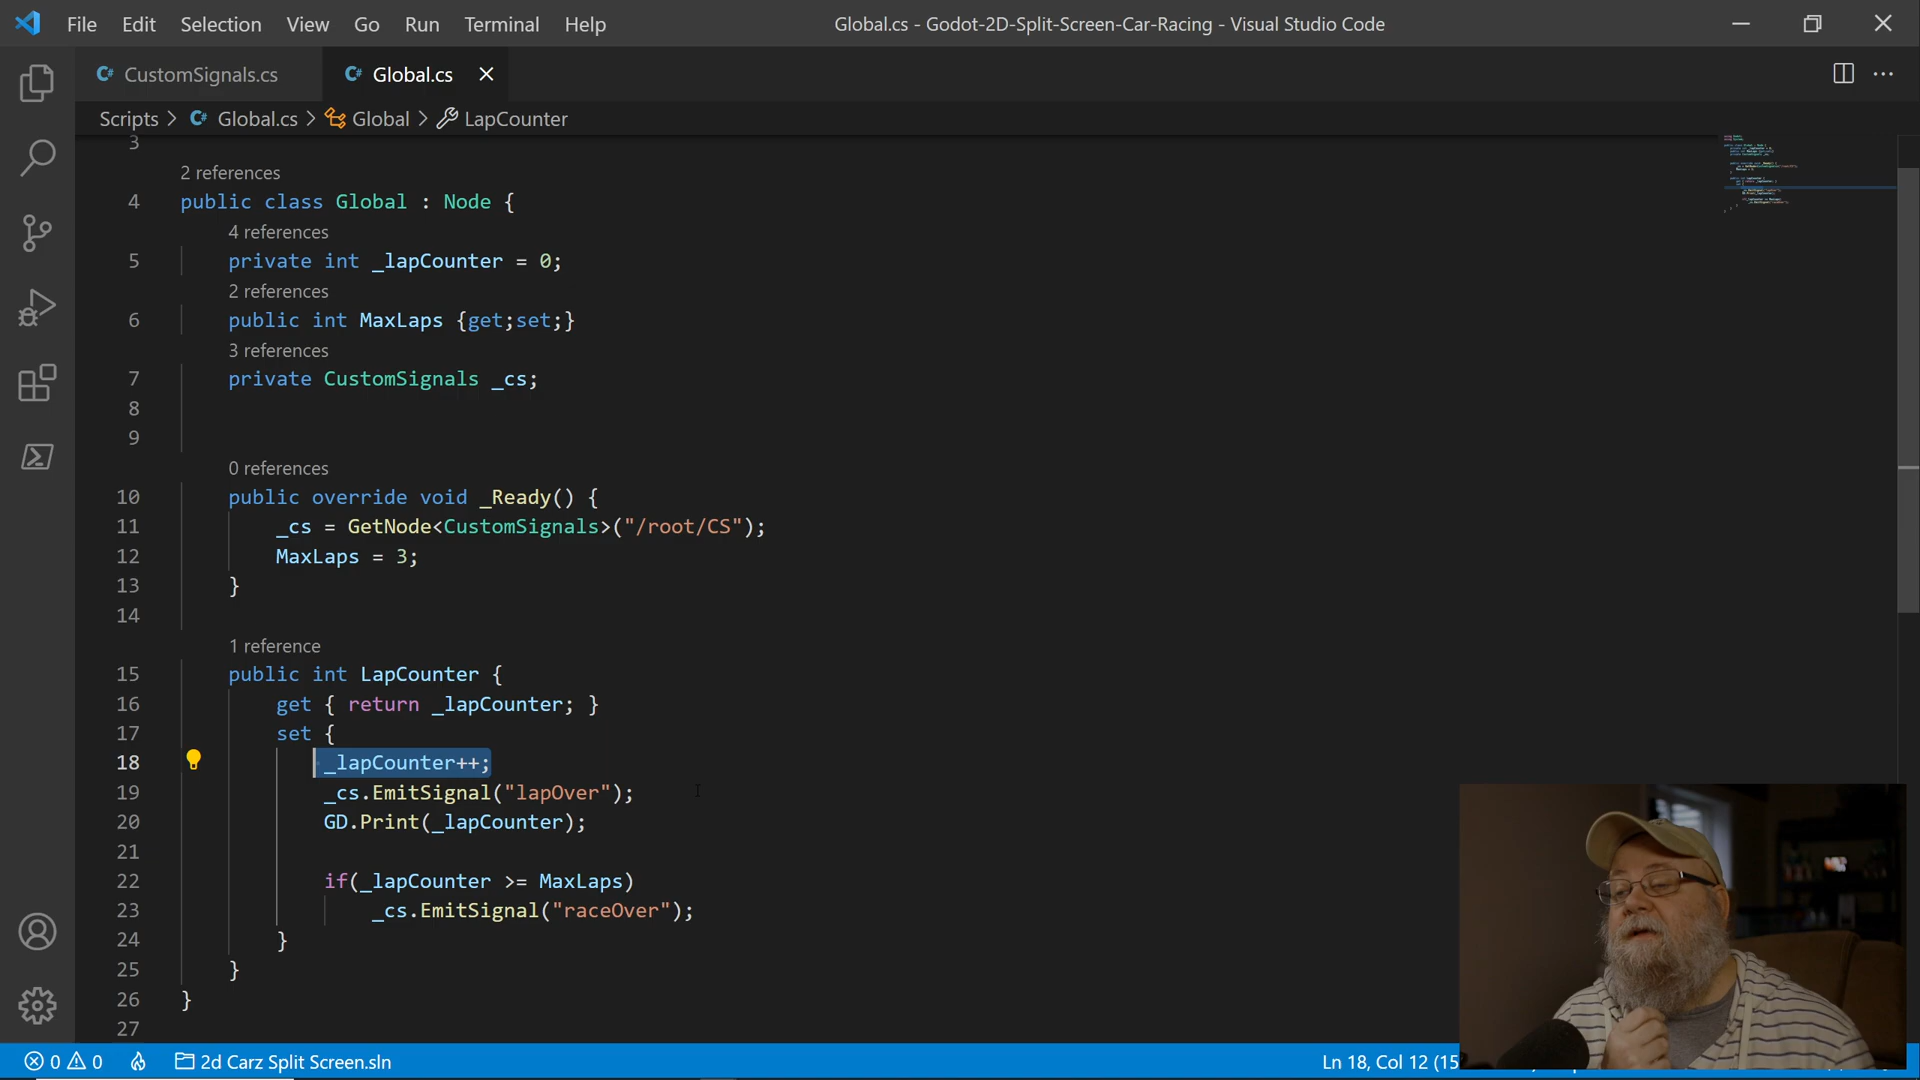 File Edit Selection View Go Run Terminal Help
Global.cs - Godot-2D-Split-Screen-Car-Racing - Visual Studio Code
C# CustomSignals.cs
C# Global.cs
Scripts > C# Global.cs > Global > LapCounter
3
2 references
4 public class Global : Node {
4 references
5 private int _lapCounter = 0;
2 references
6 public int MaxLaps {get;set;}
3 references
7 private CustomSignals _cs;
8
9
0 references
10 public override void _Ready() {
11 _cs = GetNode<CustomSignals>("/root/CS");
12 MaxLaps = 3;
13 }
14
1 reference
15 public int LapCounter {
16 get { return _lapCounter; }
17 set {
18 _lapCounter++;
19 _cs.EmitSignal("lapOver");
20 GD.Print(_lapCounter);
21
22 if(_lapCounter >= MaxLaps)
23 _cs.EmitSignal("raceOver");
24 }
25 }
26 }
27
0 0 2d Carz Split Screen.sln
Ln 18, Col 12 (15